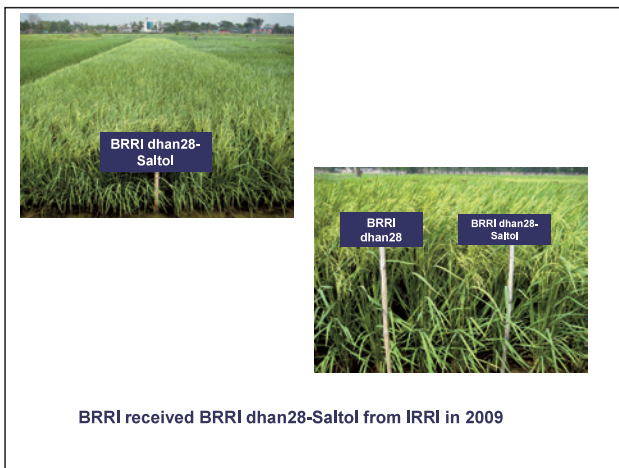 BRRI dhan28-
Saltol
BRRI
dhan28
BRRI dhan28-
Saltol
BRRI received BRRI dhan28-Saltol from IRRI in 2009